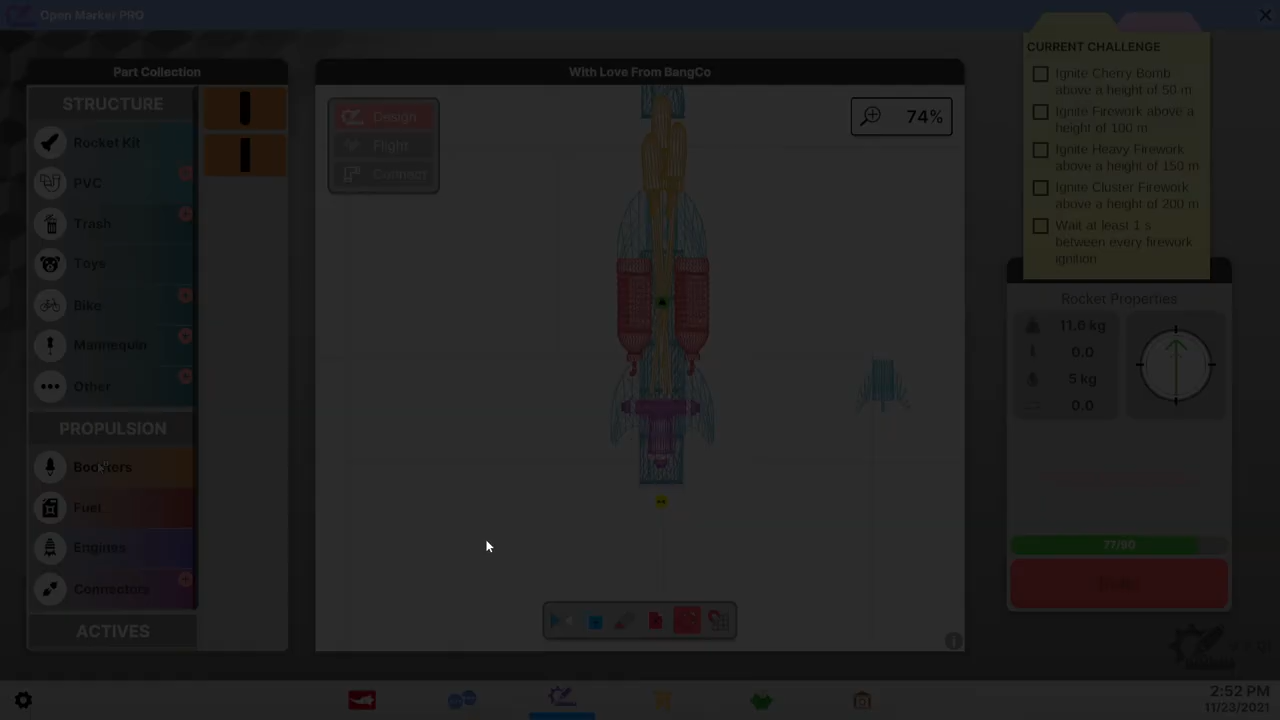 Open Marker PRO
Part Collection
With Love From BangCo
CURRENT CHALLENGE
Ignite Cherry Bomb
above a height of 50 m
Ignite Firework above a
height of 100 m
Ignite Heavy Firework
above a height of 150 m
Ignite Cluster Firework
above a height of 200 m
Wait at least 1 s
between every firework
ignition
STRUCTURE
Rocket Kit
PVC
Trash
Toys
Bike
Mannequin
Other
PROPULSION
Boosters
Fuel
Engines
Connectors
ACTIVES
Design
Flight
Connect
74%
Rocket Properties
11.6 kg
0.0
5 kg
0.0
77/90
2:52 PM
11/23/2021